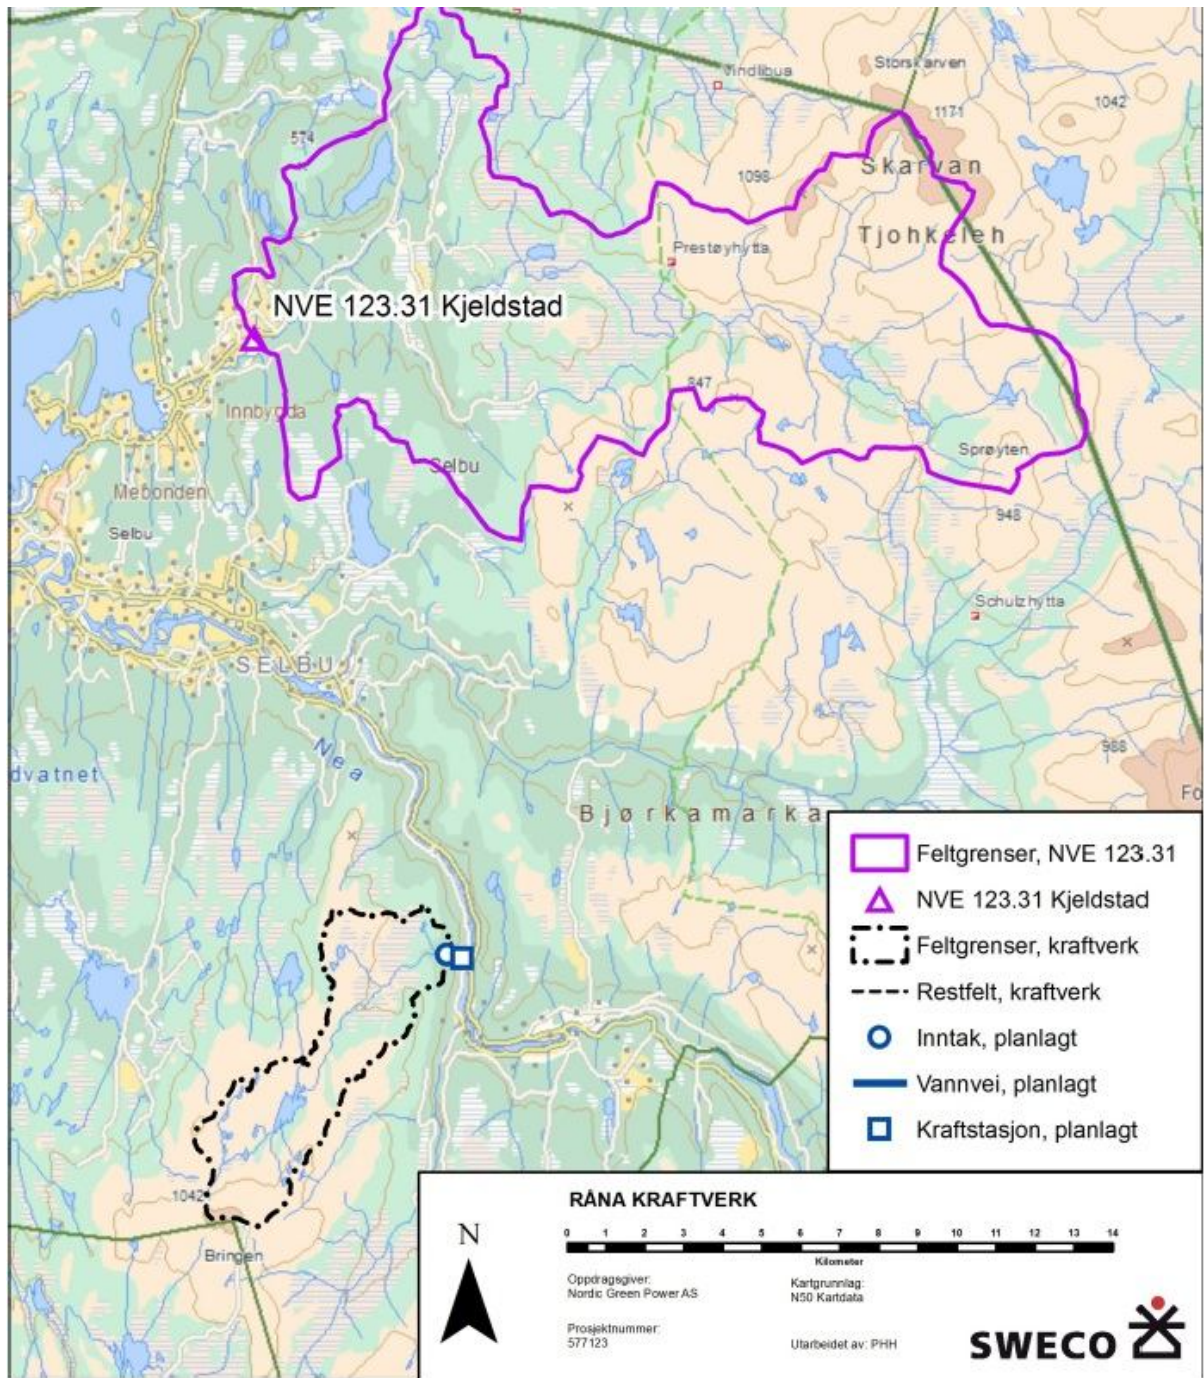 Vindlibua
Storskarven
1042
1171
574
1098
Skarvan
Tjohkeleh
Prestøyhytta
NVE 123.31 Kjeldstad
847
Innbygda
Selbu
Sprøyten
Mebonden
948
Selbu
Schulzhytta
SELBU
Nea
988
dvatnet
Fo
Bjørkamarka
Feltgrenser, NVE 123.31
NVE 123.31 Kjeldstad
Feltgrenser, kraftverk
Restfelt, kraftverk
Inntak, planlagt
Vannvei, planlagt
Kraftstasjon, planlagt
1042
Bringen
RÅNA KRAFTVERK
N
0 1 2 3 4 5 6 7 8 9 10 11 12 13 14
Kilometer
Oppdragsgiver:
Nordic Green Power AS
Kartgrunnlag:
N50 Kartdata
Prosjektnummer:
577123
Utarbeidet av: PHH
SWECO